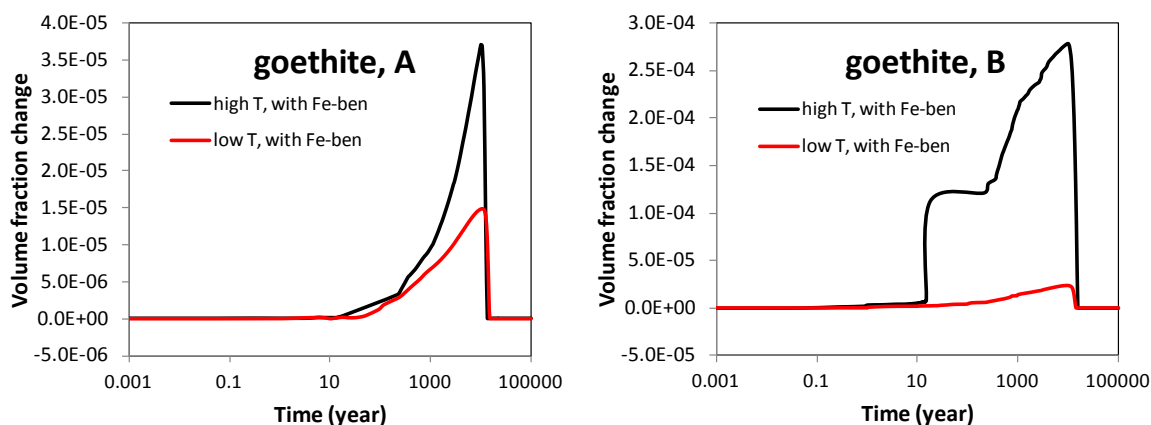 4.0E-05
3.5E-05
3.0E-05
2.5E-05
2.0E-05
1.5E-05
1.0E-05
5.0E-06
0.0E+00
-5.0E-06
Volume fraction change
goethite, A
high T, with Fe-ben
low T, with Fe-ben
0.001
0.1
10
1000
100000
Time (year)
3.0E-04
2.5E-04
2.0E-04
1.5E-04
1.0E-04
5.0E-05
0.0E+00
-5.0E-05
Volume fraction change
goethite, B
high T, with Fe-ben
low T, with Fe-ben
0.001
0.1
10
1000
100000
Time (year)